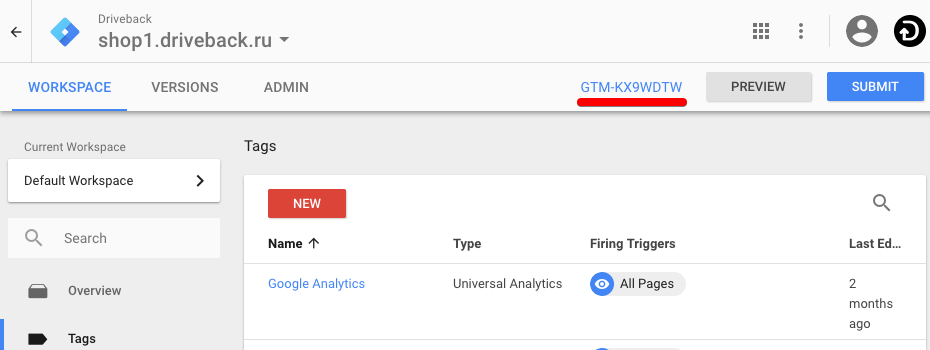 Driveback
shop1.driveback.ru
WORKSPACE VERSIONS ADMIN GTM-KX9WDTW PREVIEW SUBMIT
Current Workspace
Default Workspace
Search
Overview
Tags
Tags
NEW
Name Type Firing Triggers Last Ed...
Google Analytics Universal Analytics All Pages 2
months
ago